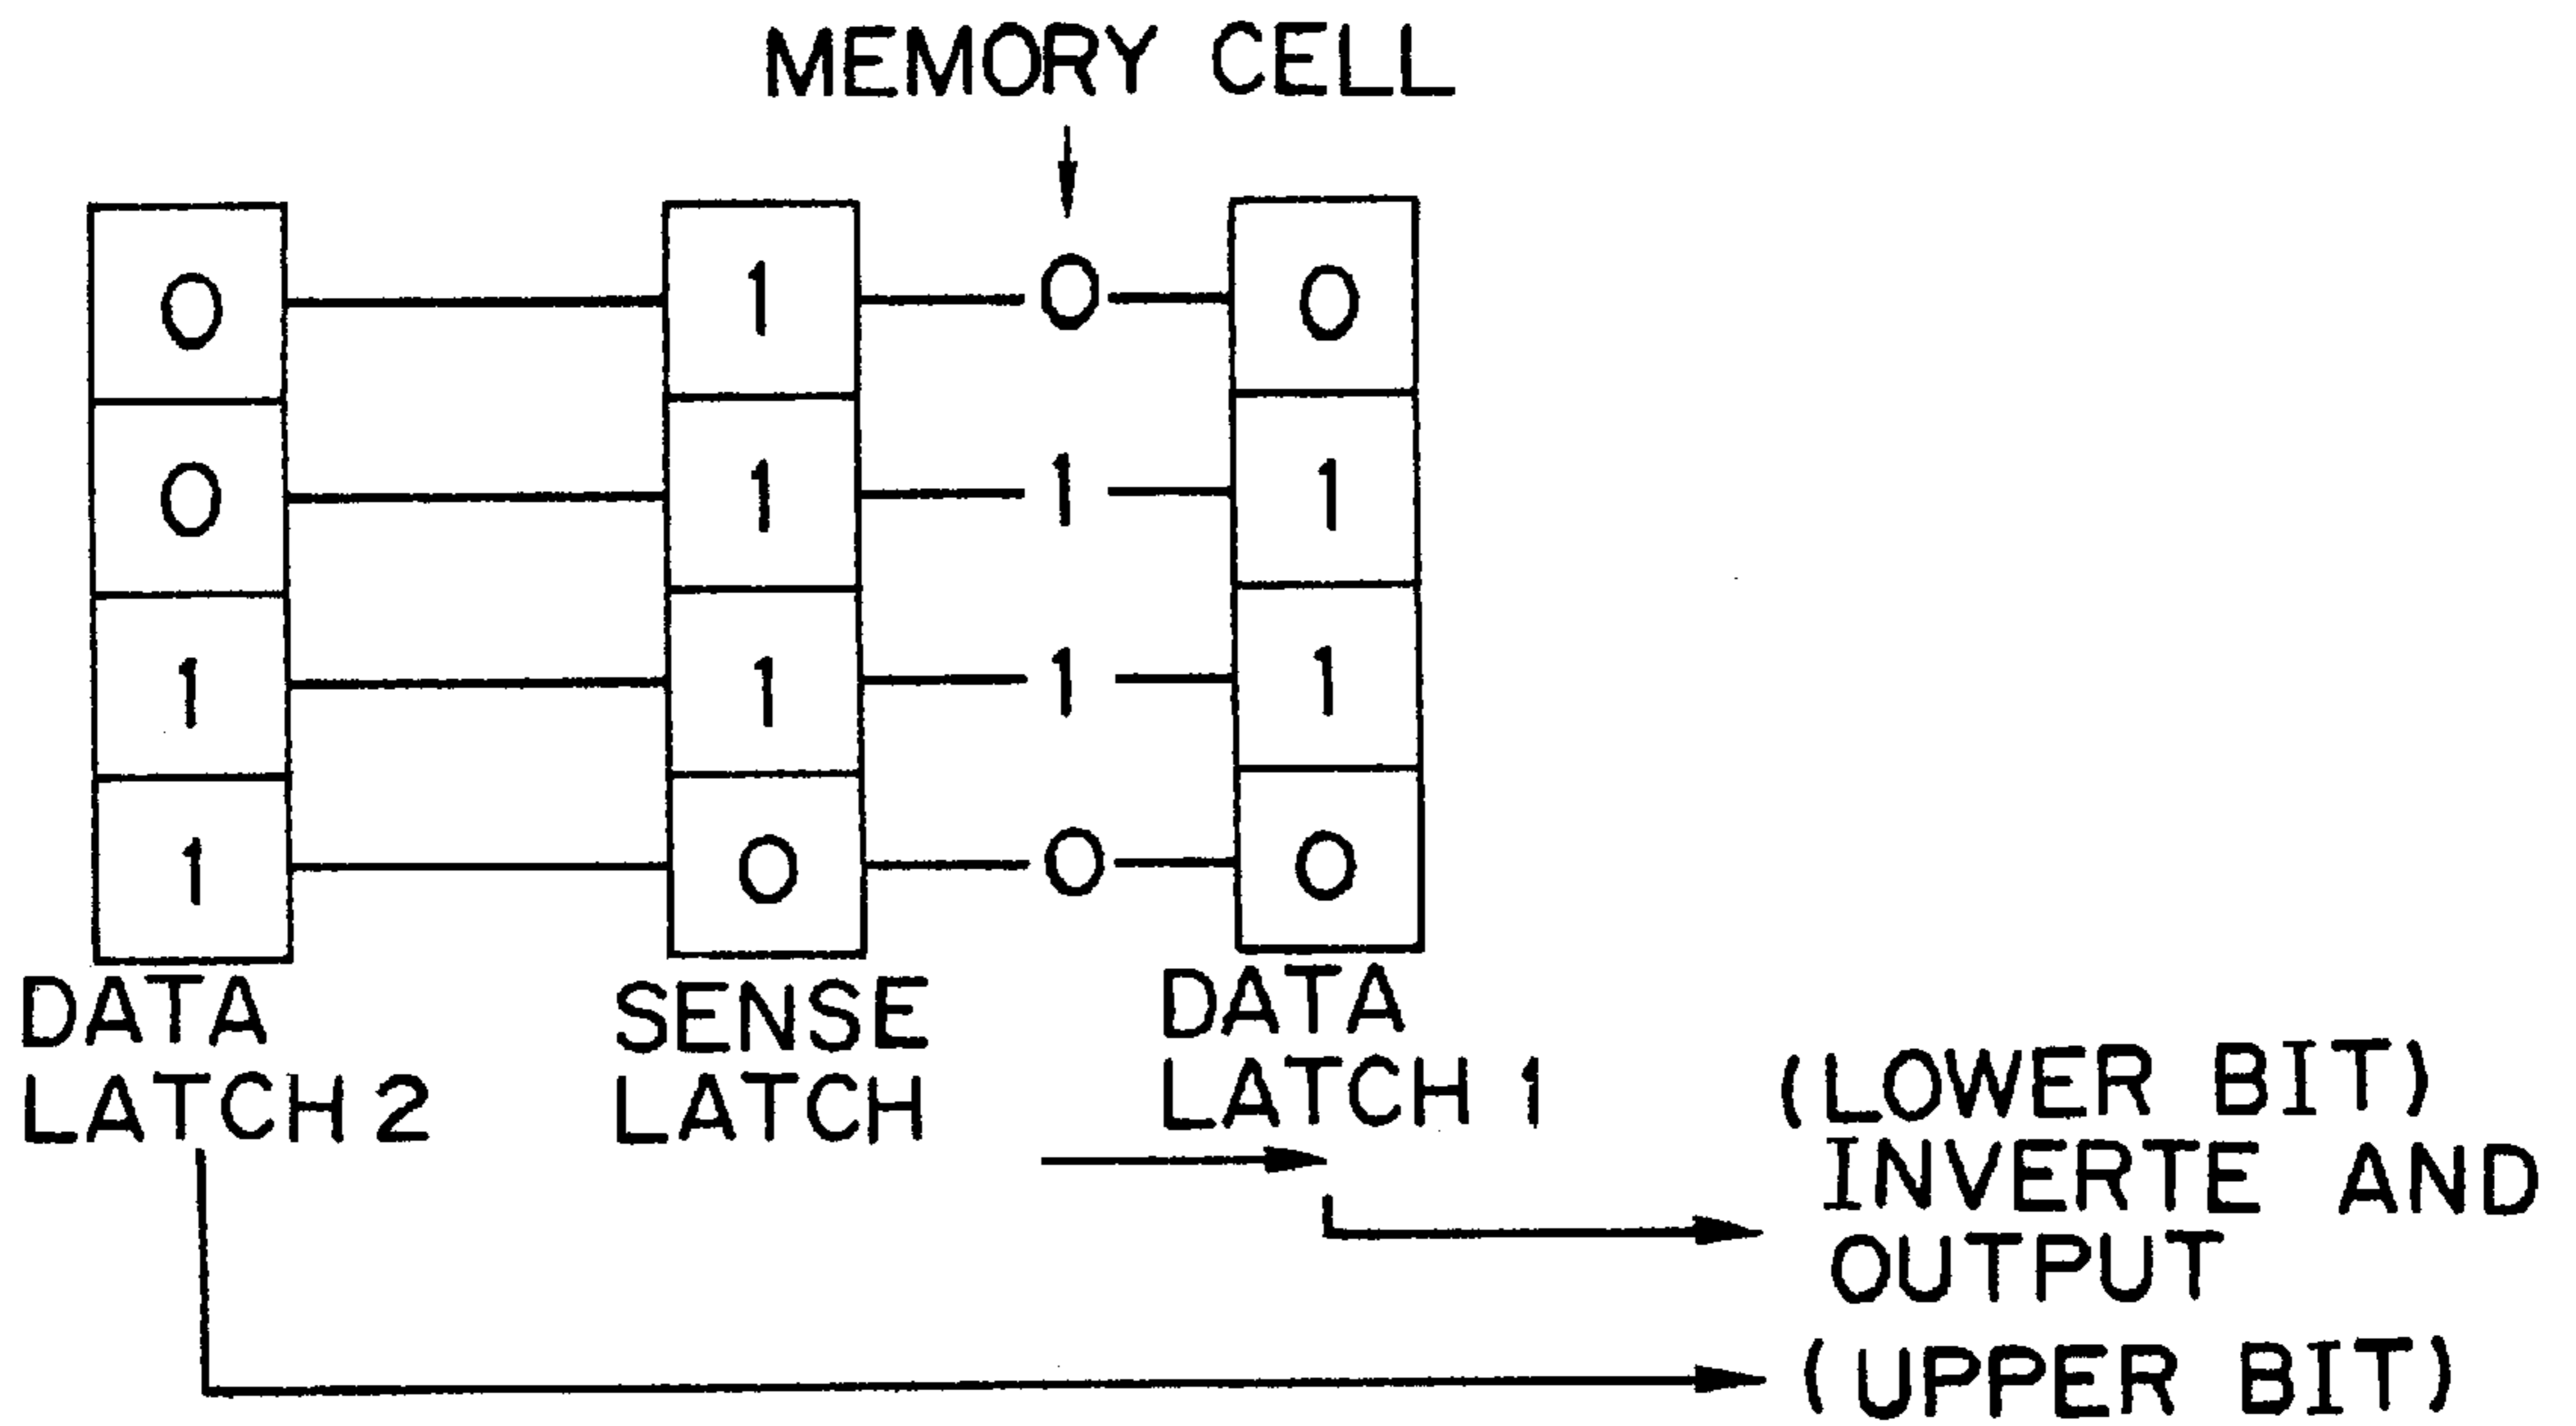 MEMORY CELL
0 1 0 0
0 1 1 1
1 1 1 1
1 0 0 0
DATA
LATCH 2
SENSE
LATCH
DATA
LATCH 1
(LOWER BIT)
INVERTE AND
OUTPUT
(UPPER BIT)